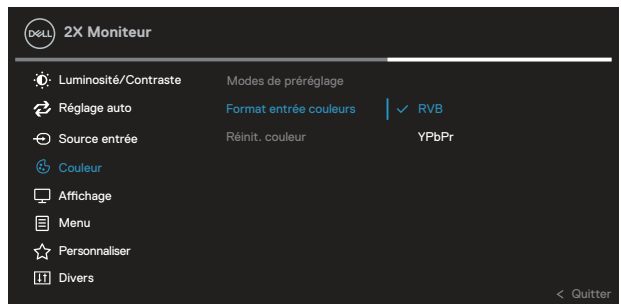 DELL 2X Moniteur
Luminosité/Contraste Modes de préréglage
Réglage auto Format entrée couleurs RVB
Source entrée Réinit. couleur YPbPr
Couleur
Affichage
Menu
Personnaliser
Divers
< Quitter